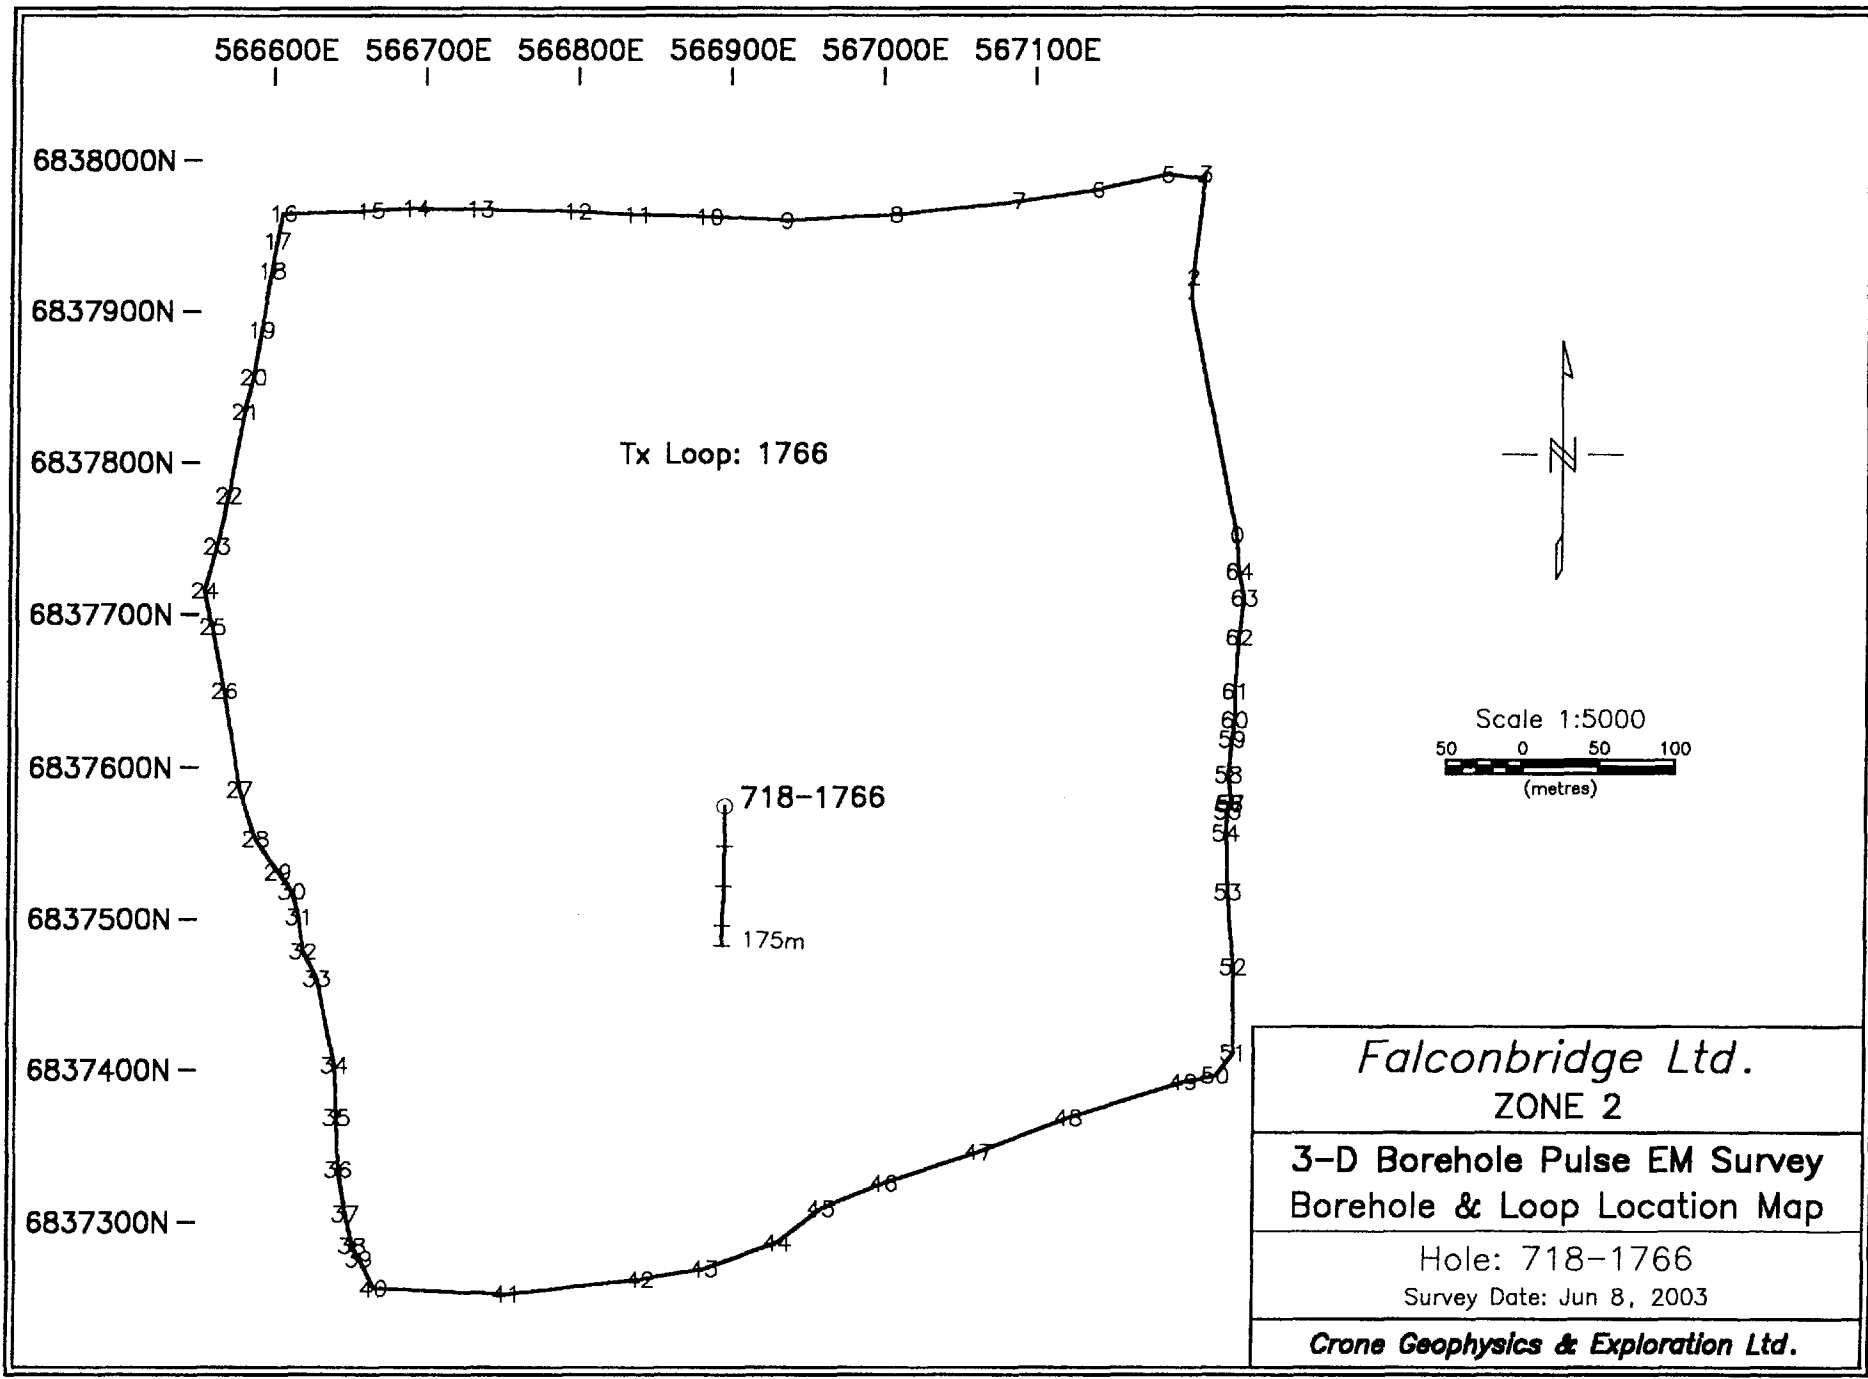 566600E 566700E 566800E 566900E 567000E 567100E
6838000N
6837900N
6837800N
6837700N
6837600N
6837500N
6837400N
6837300N
16 15 14 13 12 11 10 9 8 7 6 5 3
17
18
19
20
21
22
23
24
25
26
27
28
29
30
31
32
33
34
35
36
37
38
39
40 41 42 43 44 45 46 47 48 49 50
51
52
53
54
55
57
58
59
60
61
62
63
64
0
2
Tx Loop: 1766
718-1766
175m
N
Scale 1:5000
50 0 50 100
(metres)
Falconbridge Ltd.
ZONE 2
3-D Borehole Pulse EM Survey
Borehole & Loop Location Map
Hole: 718-1766
Survey Date: Jun 8, 2003
Crone Geophysics & Exploration Ltd.